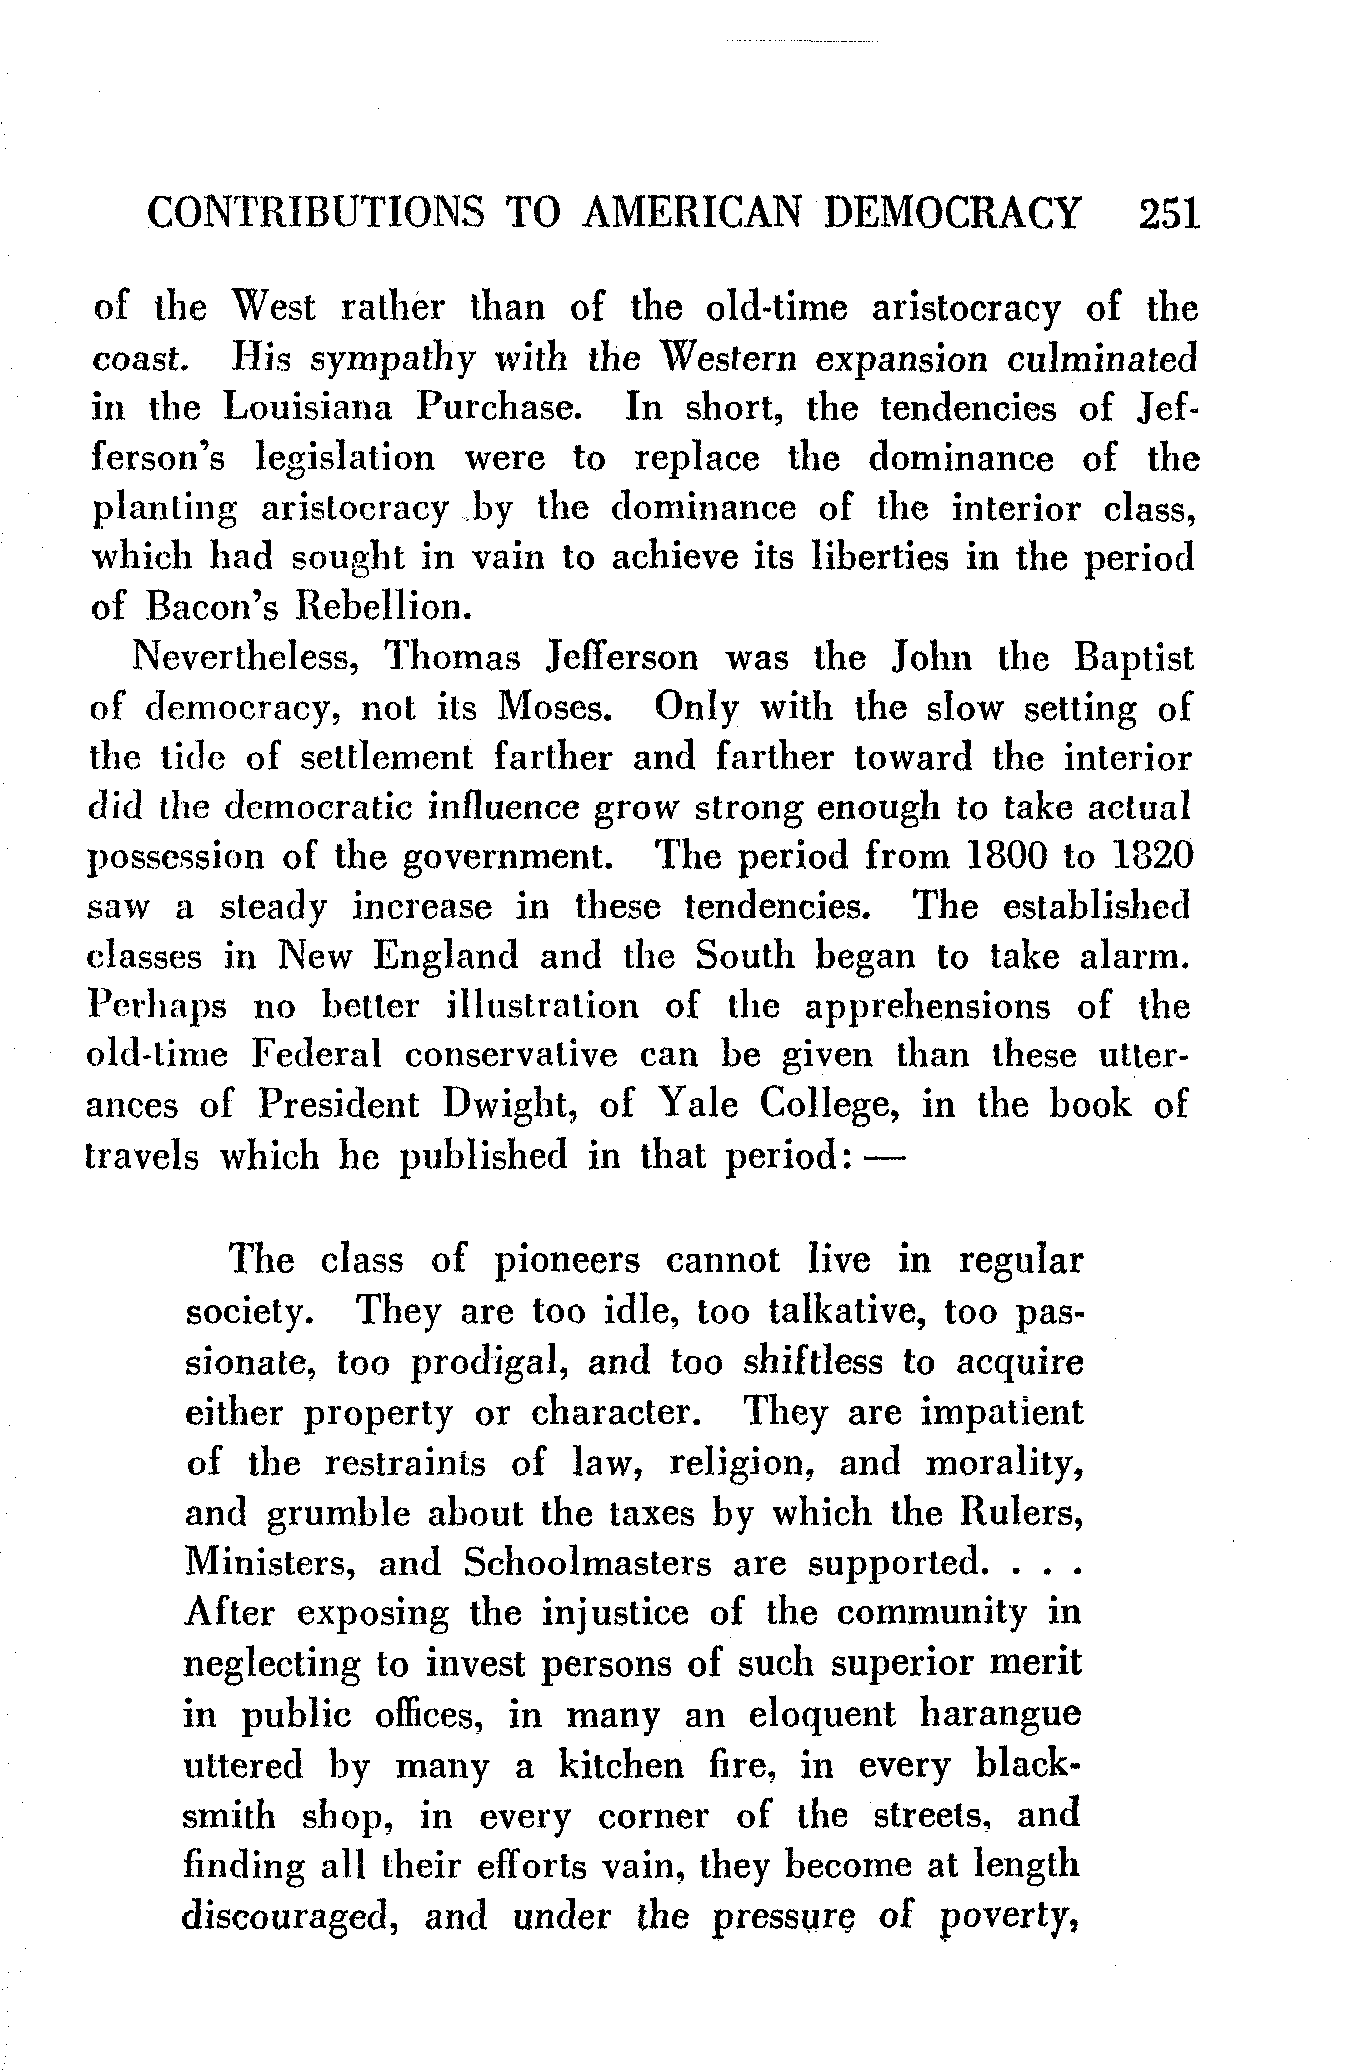 CONTRIBUTIONS TO AMERICAN DEMOCRACY 251
of the West rather than of the old-time aristocracy of the
coast. His sympathy with the Western expansion culminated
in the Louisiana Purchase. In short, the tendencies of Jef-
ferson's legislation were to replace the dominance of the
planting aristocracy by the dominance of the interior class,
which had sought in vain to achieve its liberties in the period
of Bacon's Rebellion.
Nevertheless, Thomas Jefferson was the John the Baptist
of democracy, not its Moses. Only with the slow setting of
the tide of settlement farther and farther toward the interior
did the democratic influence grow strong enough to take actual
possession of the government. The period from 1800 to 1820
saw a steady increase in these tendencies. The established
classes in New England and the South began to take alarm.
Perhaps no better illustration of the apprehensions of the
old-time Federal conservative can be given than these utter-
ances of President Dwight, of Yale College, in the book of
travels which he published in that period: —
The class of pioneers cannot live in regular
society. They are too idle, too talkative, too pas-
sionate, too prodigal, and too shiftless to acquire
either property or character. They are impatient
of the restraints of law, religion, and morality,
and grumble about the taxes by which the Rulers,
Ministers, and Schoolmasters are supported. . . .
After exposing the injustice of the community in
neglecting to invest persons of such superior merit
in public offices, in many an eloquent harangue
uttered by many a kitchen fire, in every black-
smith shop, in every corner of the streets, and
finding all their efforts vain, they become at length
discouraged, and under the pressure of poverty,